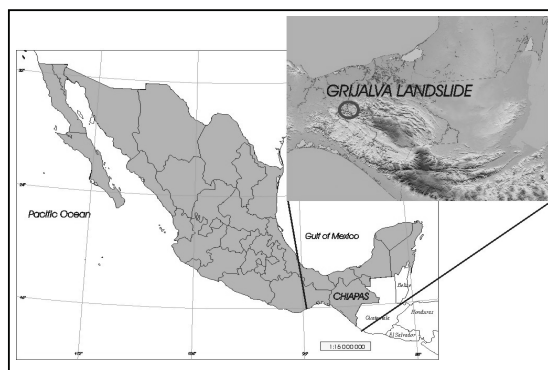 GRIJALVA LANDSLIDE
Pacific Ocean
Gulf of Mexico
CHIAPAS
Belize
Guatemala
Honduras
El Salvador
1:15 000 000